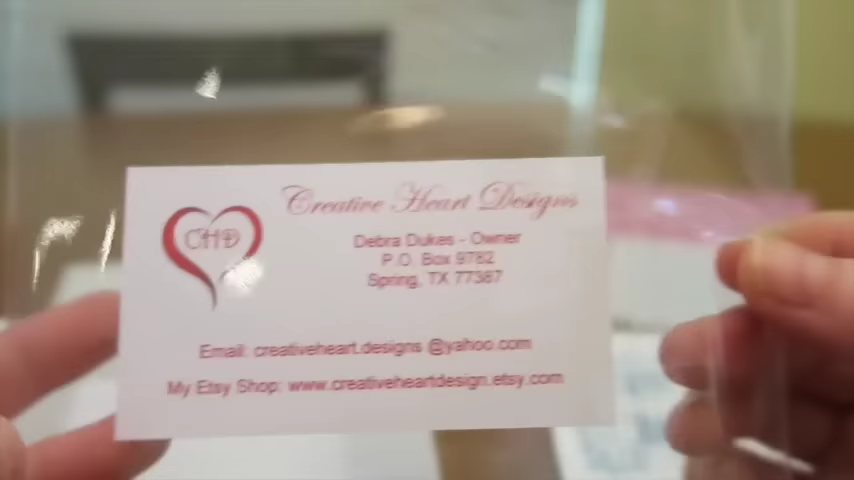 Creative Heart Designs
CHD
Debra Dukes - Owner
P.O. Box 9782
Spring, TX 77387
Email: creativeheart.designs @yahoo.com
My Etsy Shop: www.creativeheartdesign.etsy.com